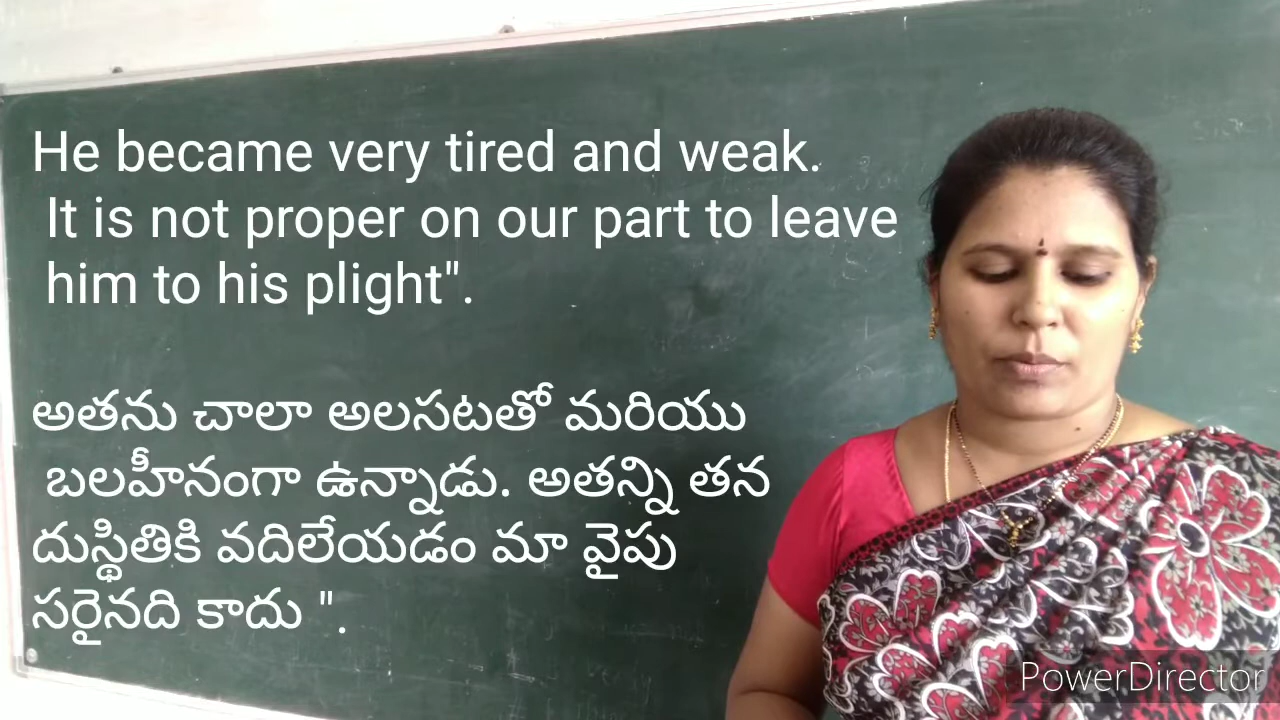 He became very tired and weak.
It is not proper on our part to leave
him to his plight".
అతను చాలా అలసటతో మరియు
బలహీనంగా ఉన్నాడు. అతన్ని తన
దుస్థితికి వదిలేయడం మా వైపు
సరైనది కాదు ".
PowerDirector